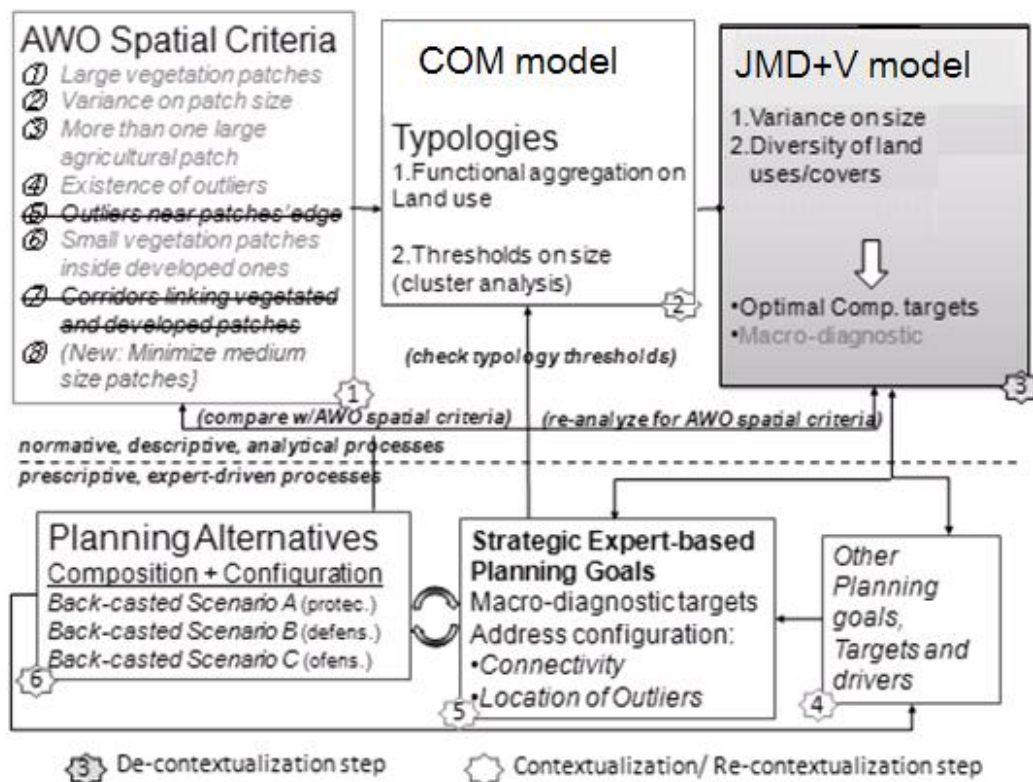 AWO Spatial Criteria
① Large vegetation patches
② Variance on patch size
③ More than one large
agricultural patch
④ Existence of outliers
⑤ Outliers near patches' edge
⑥ Small vegetation patches
inside developed ones
⑦ Corridors linking vegetated
and developed patches
⑧ (New: Minimize medium
size patches}
1
COM model
Typologies
1.Functional aggregation on
Land use
2.Thresholds on size
(cluster analysis)
2
JMD+V model
1.Variance on size
2.Diversity of land
uses/covers
•Optimal Comp. targets
•Macro-diagnostic
3
(check typology thresholds)
(compare w/AWO spatial criteria)
(re-analyze for AWO spatial criteria)
normative, descriptive, analytical processes
prescriptive, expert-driven processes
Planning Alternatives
Composition + Configuration
Back-casted Scenario A (protec.)
Back-casted Scenario B (defens.)
Back-casted Scenario C (ofens.)
6
Strategic Expert-based
Planning Goals
Macro-diagnostic targets
Address configuration:
•Connectivity
•Location of Outliers
5
Other
Planning
goals,
Targets and
drivers
4
3 De-contextualization step
Contextualization/ Re-contextualization step